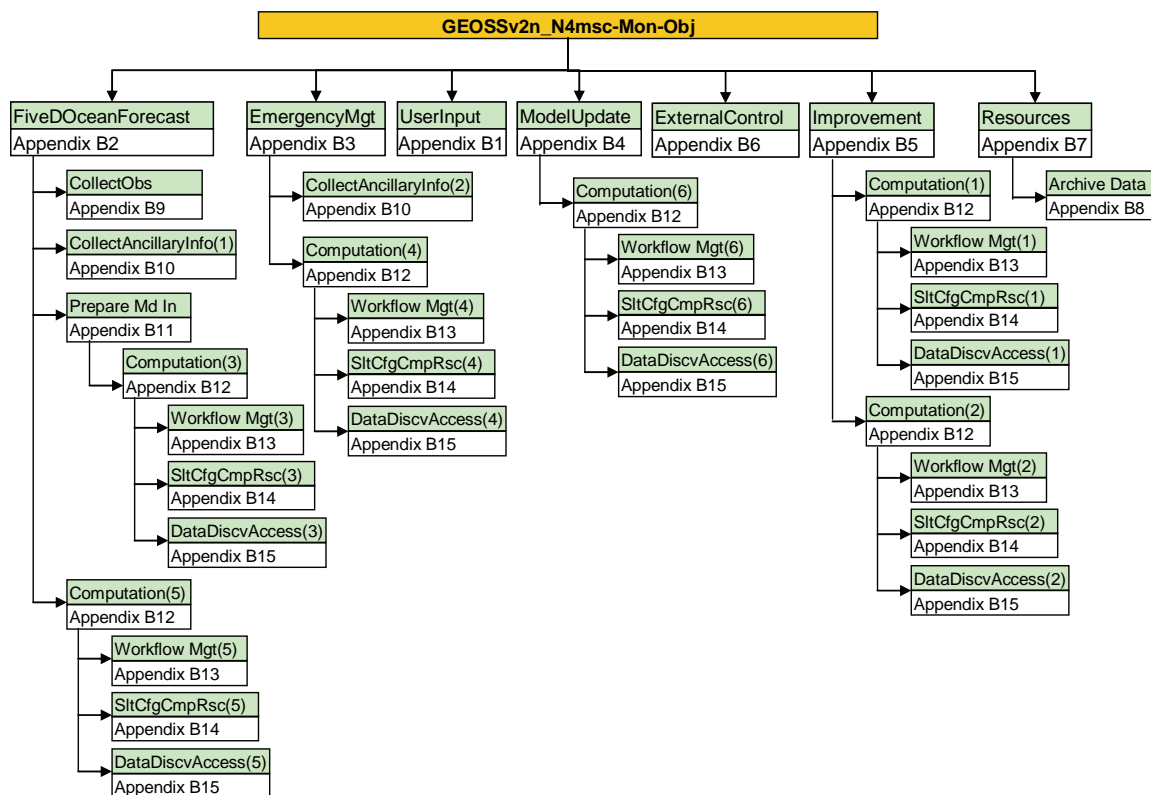 GEOSSv2n_N4msc-Mon-Obj
FiveDOceanForecast
Appendix B2
CollectObs
Appendix B9
CollectAncillaryInfo(1)
Appendix B10
Prepare Md In
Appendix B11
Computation(3)
Appendix B12
Workflow Mgt(3)
Appendix B13
SltCfgCmpRsc(3)
Appendix B14
DataDiscvAccess(3)
Appendix B15
Computation(5)
Appendix B12
Workflow Mgt(5)
Appendix B13
SltCfgCmpRsc(5)
Appendix B14
DataDiscvAccess(5)
Appendix B15
EmergencyMgt
Appendix B3
CollectAncillaryInfo(2)
Appendix B10
Computation(4)
Appendix B12
Workflow Mgt(4)
Appendix B13
SltCfgCmpRsc(4)
Appendix B14
DataDiscvAccess(4)
Appendix B15
UserInput
Appendix B1
ModelUpdate
Appendix B4
Computation(6)
Appendix B12
Workflow Mgt(6)
Appendix B13
SltCfgCmpRsc(6)
Appendix B14
DataDiscvAccess(6)
Appendix B15
ExternalControl
Appendix B6
Improvement
Appendix B5
Computation(1)
Appendix B12
Workflow Mgt(1)
Appendix B13
SltCfgCmpRsc(1)
Appendix B14
DataDiscvAccess(1)
Appendix B15
Computation(2)
Appendix B12
Workflow Mgt(2)
Appendix B13
SltCfgCmpRsc(2)
Appendix B14
DataDiscvAccess(2)
Appendix B15
Resources
Appendix B7
Archive Data
Appendix B8